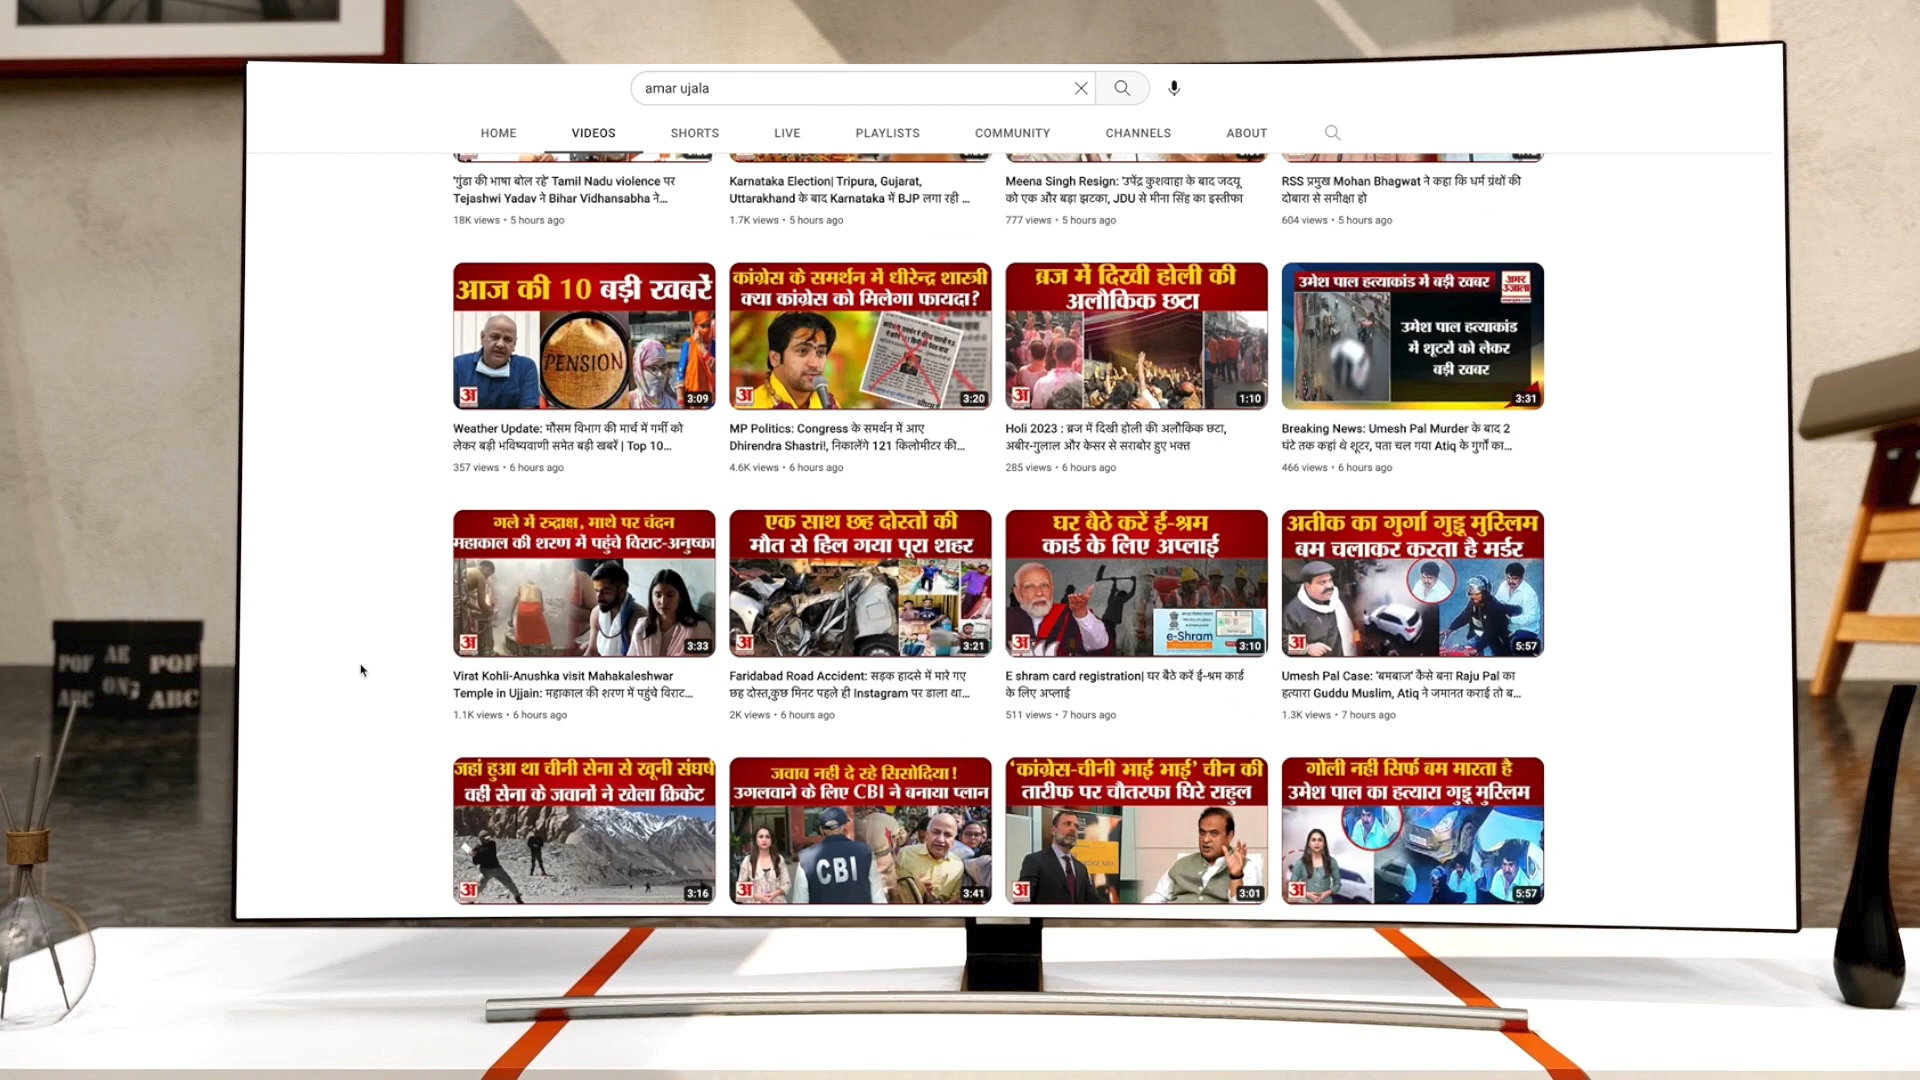 amar ujala
HOME VIDEOS SHORTS LIVE PLAYLISTS COMMUNITY CHANNELS ABOUT
'गुंडा की भाषा बोल रहे' Tamil Nadu violence पर
Tejashwi Yadav ने Bihar Vidhansabha ने...
18K views • 5 hours ago
Karnataka Election| Tripura, Gujarat,
Uttarakhand के बाद Karnataka में BJP लगा रही ...
1.7K views • 5 hours ago
Meena Singh Resign: 'उपेंद्र कुशवाहा के बाद जदयू
को एक और बड़ा झटका, JDU से मीना सिंह का इस्तीफा
777 views • 5 hours ago
RSS प्रमुख Mohan Bhagwat ने कहा कि धर्म ग्रंथों की
दोबारा से समीक्षा हो
604 views • 5 hours ago
आज की 10 बड़ी खबरें
PENSION
अ
3:09
Weather Update: मौसम विभाग की मार्च में गर्मी को
लेकर बड़ी भविष्यवाणी समेत बड़ी खबरें | Top 10...
357 views • 6 hours ago
कांग्रेस के समर्थन में धीरेन्द्र शास्त्री
क्या कांग्रेस को मिलेगा फायदा?
अ
3:20
MP Politics: Congress के समर्थन में आए
Dhirendra Shastri!, निकालेंगे 121 किलोमीटर की...
4.6K views • 6 hours ago
ब्रज में दिखी होली की
अलौकिक छटा
अ
1:10
Holi 2023 : ब्रज में दिखी होली की अलौकिक छटा,
अबीर-गुलाल और केसर से सराबोर हुए भक्त
285 views • 6 hours ago
उमेश पाल हत्याकांड में बड़ी खबर
अमर उजाला
उमेश पाल हत्याकांड
में शूटरों को लेकर
बड़ी खबर
3:31
Breaking News: Umesh Pal Murder के बाद 2
घंटे तक कहां थे शूटर, पता चल गया Atiq के गुर्गों का...
466 views • 6 hours ago
गले में रुद्राक्ष, माथे पर चंदन
महाकाल की शरण में पहुंचे विराट-अनुष्का
अ
3:33
Virat Kohli-Anushka visit Mahakaleshwar
Temple in Ujjain: महाकाल की शरण में पहुंचे विराट...
1.1K views • 6 hours ago
एक साथ छह दोस्तों की
मौत से हिल गया पूरा शहर
अ
3:21
Faridabad Road Accident: सड़क हादसे में मारे गए
छह दोस्त,कुछ मिनट पहले ही Instagram पर डाला था...
2K views • 6 hours ago
घर बैठे करें ई-श्रम
कार्ड के लिए अप्लाई
e-Shram
अ
3:10
E shram card registration| घर बैठे करें ई-श्रम कार्ड
के लिए अप्लाई
511 views • 7 hours ago
अतीक का गुर्गा गुड्डू मुस्लिम
बम चलाकर करता है मर्डर
अ
5:57
Umesh Pal Case: 'बमबाज' कैसे बना Raju Pal का
हत्यारा Guddu Muslim, Atiq ने जमानत कराई तो ब...
1.3K views • 7 hours ago
जहां हुआ था चीनी सेना से खूनी संघर्ष
वहीं सेना के जवानों ने खेला क्रिकेट
अ
3:16
जवाब नहीं दे रहे सिसोदिया!
उगलवाने के लिए CBI ने बनाया प्लान
CBI
अ
3:41
'कांग्रेस-चीनी भाई भाई' चीन की
तारीफ पर चौतरफा घिरे राहुल
अ
3:01
गोली नहीं सिर्फ बम मारता है
उमेश पाल का हत्यारा गुड्डू मुस्लिम
अ
5:57